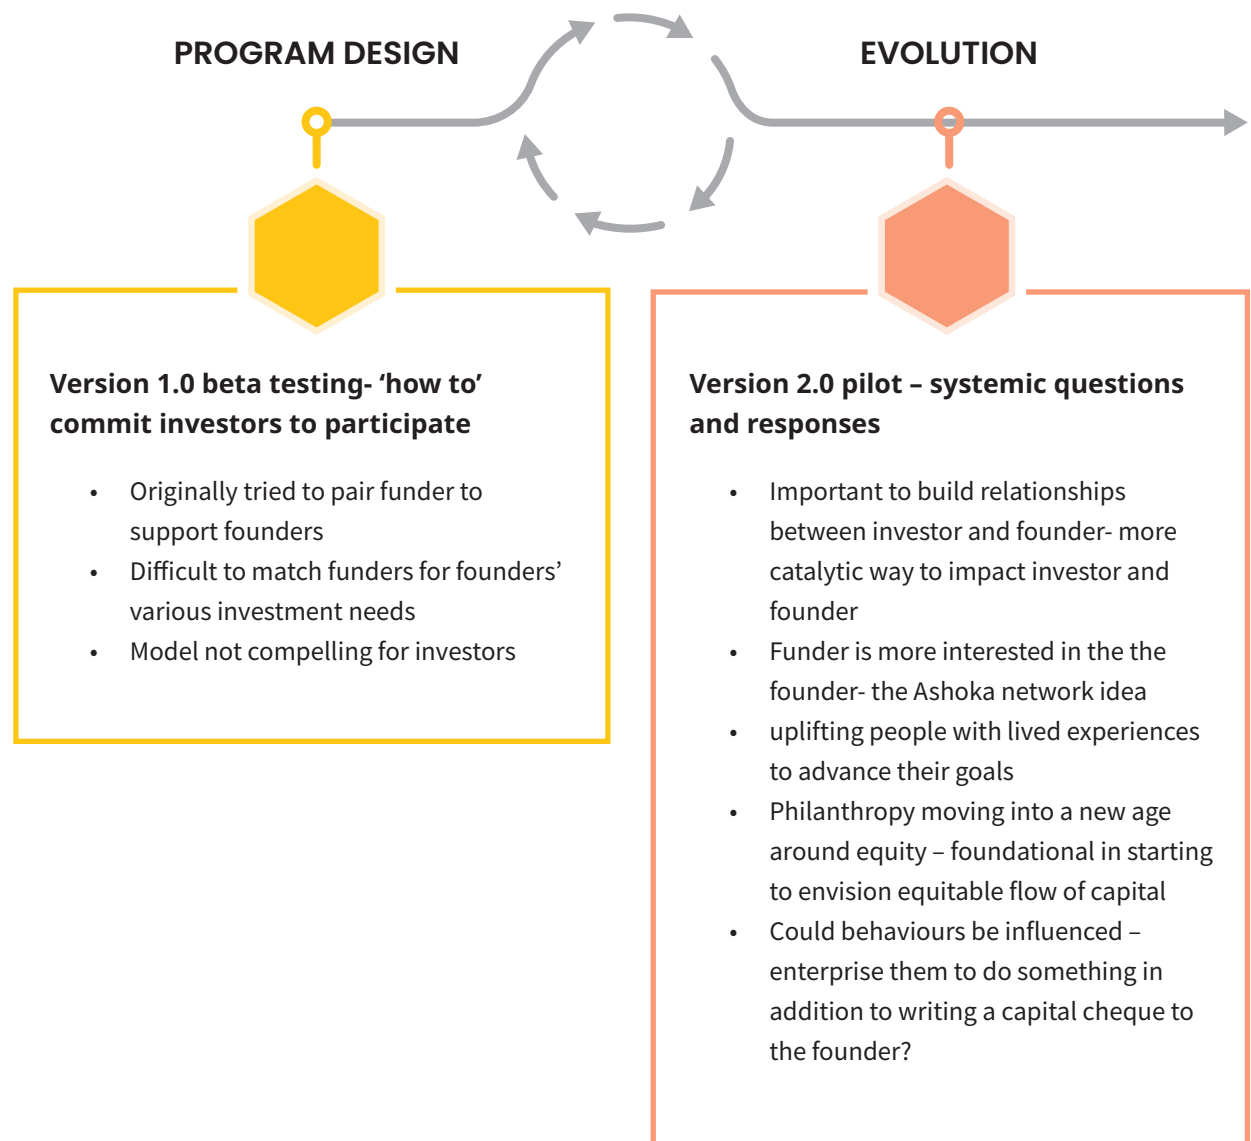 PROGRAM DESIGN
EVOLUTION
Version 1.0 beta testing- ‘how to’
commit investors to participate
• Originally tried to pair funder to
support founders
• Difficult to match funders for founders’
various investment needs
• Model not compelling for investors
Version 2.0 pilot – systemic questions
and responses
• Important to build relationships
between investor and founder- more
catalytic way to impact investor and
founder
• Funder is more interested in the the
founder- the Ashoka network idea
• uplifting people with lived experiences
to advance their goals
• Philanthropy moving into a new age
around equity – foundational in starting
to envision equitable flow of capital
• Could behaviours be influenced –
enterprise them to do something in
addition to writing a capital cheque to
the founder?